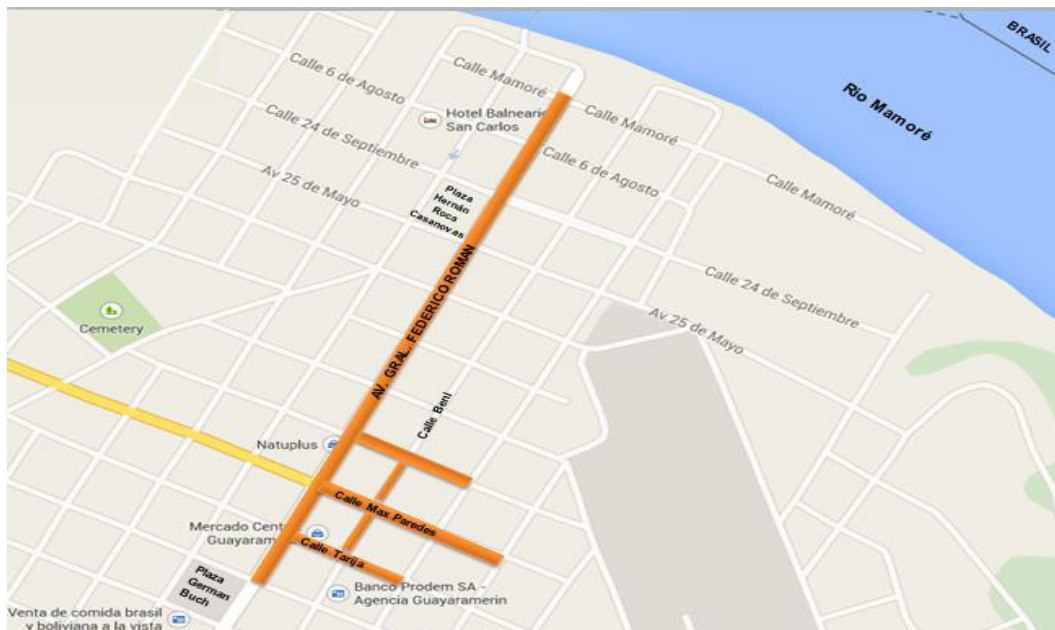 BRASIL
Rio Mamoré
Calle 6 de Agosto
Calle Mamoré
Calle Mamoré
Calle Mamoré
Hotel Balneario
San Carlos
Calle 24 de Septiembre
Calle 6 de Agosto
Av 25 de Mayo
Plaza
Hernán
Roca
Casanovas
AV. GRAL. FEDERICO ROMAN
Calle 24 de Septiembre
Av 25 de Mayo
Cemetery
Calle Beni
Natuplus
Calle Max. Paredes
Mercado Cent
Guayaram
Calle Tarija
Plaza
German
Buch
Banco Prodem SA -
Agencia Guayaramerin
Venta de comida brasil
y boliviana a la vista